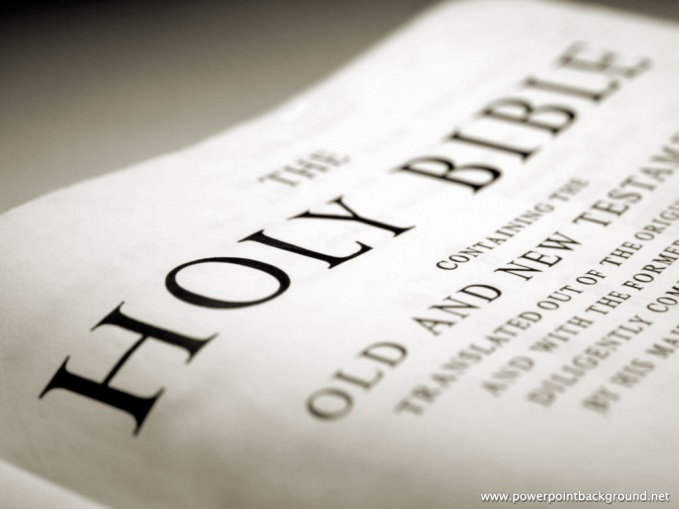 THE
HOLY BIBLE
CONTAINING THE
OLD AND NEW
TRANSLATED OUT OF THE
AND WITH THE
DILIGENTLY
BY HIS
www.powerpointbackground.net